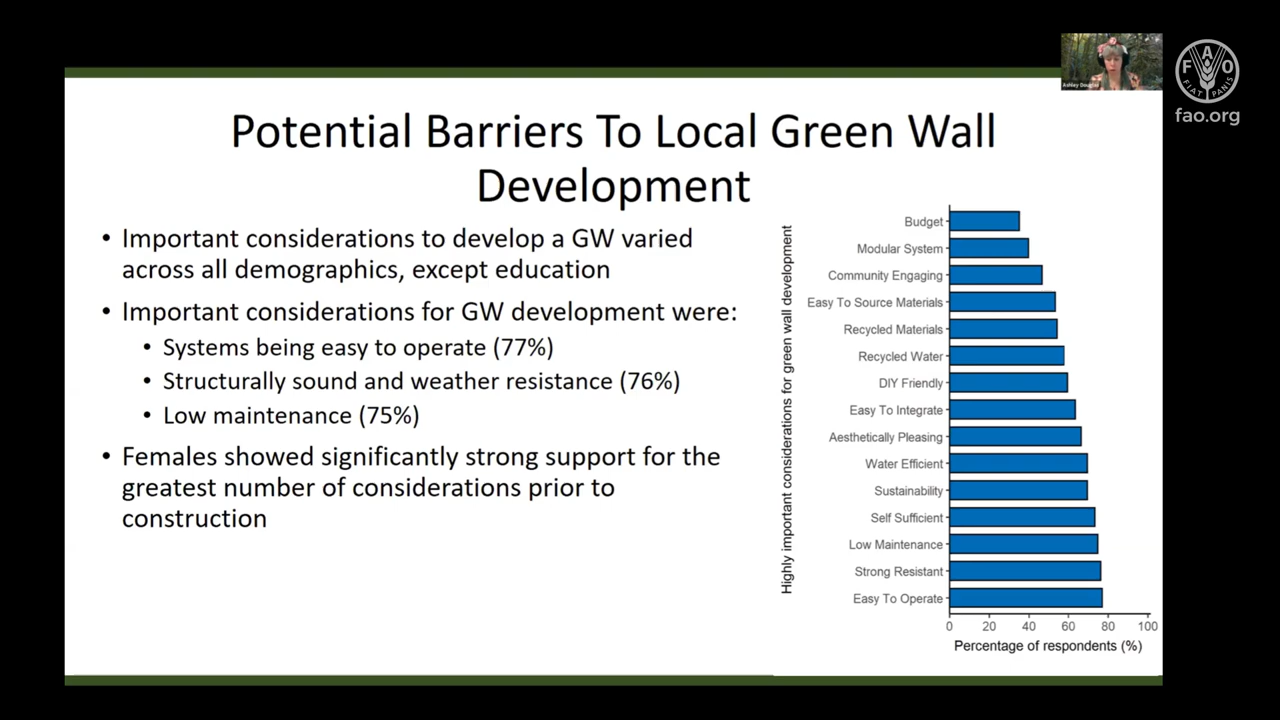 Potential Barriers To Local Green Wall
Development
• Important considerations to develop a GW varied
across all demographics, except education
• Important considerations for GW development were:
• Systems being easy to operate (77%)
• Structurally sound and weather resistance (76%)
• Low maintenance (75%)
• Females showed significantly strong support for the
greatest number of considerations prior to
construction
Highly important considerations for green wall development
Budget
Modular System
Community Engaging
Easy To Source Materials
Recycled Materials
Recycled Water
DIY Friendly
Easy To Integrate
Aesthetically Pleasing
Water Efficient
Sustainability
Self Sufficient
Low Maintenance
Strong Resistant
Easy To Operate
0 20 40 60 80 100
Percentage of respondents (%)
F A O
FIAT PANIS
fao.org